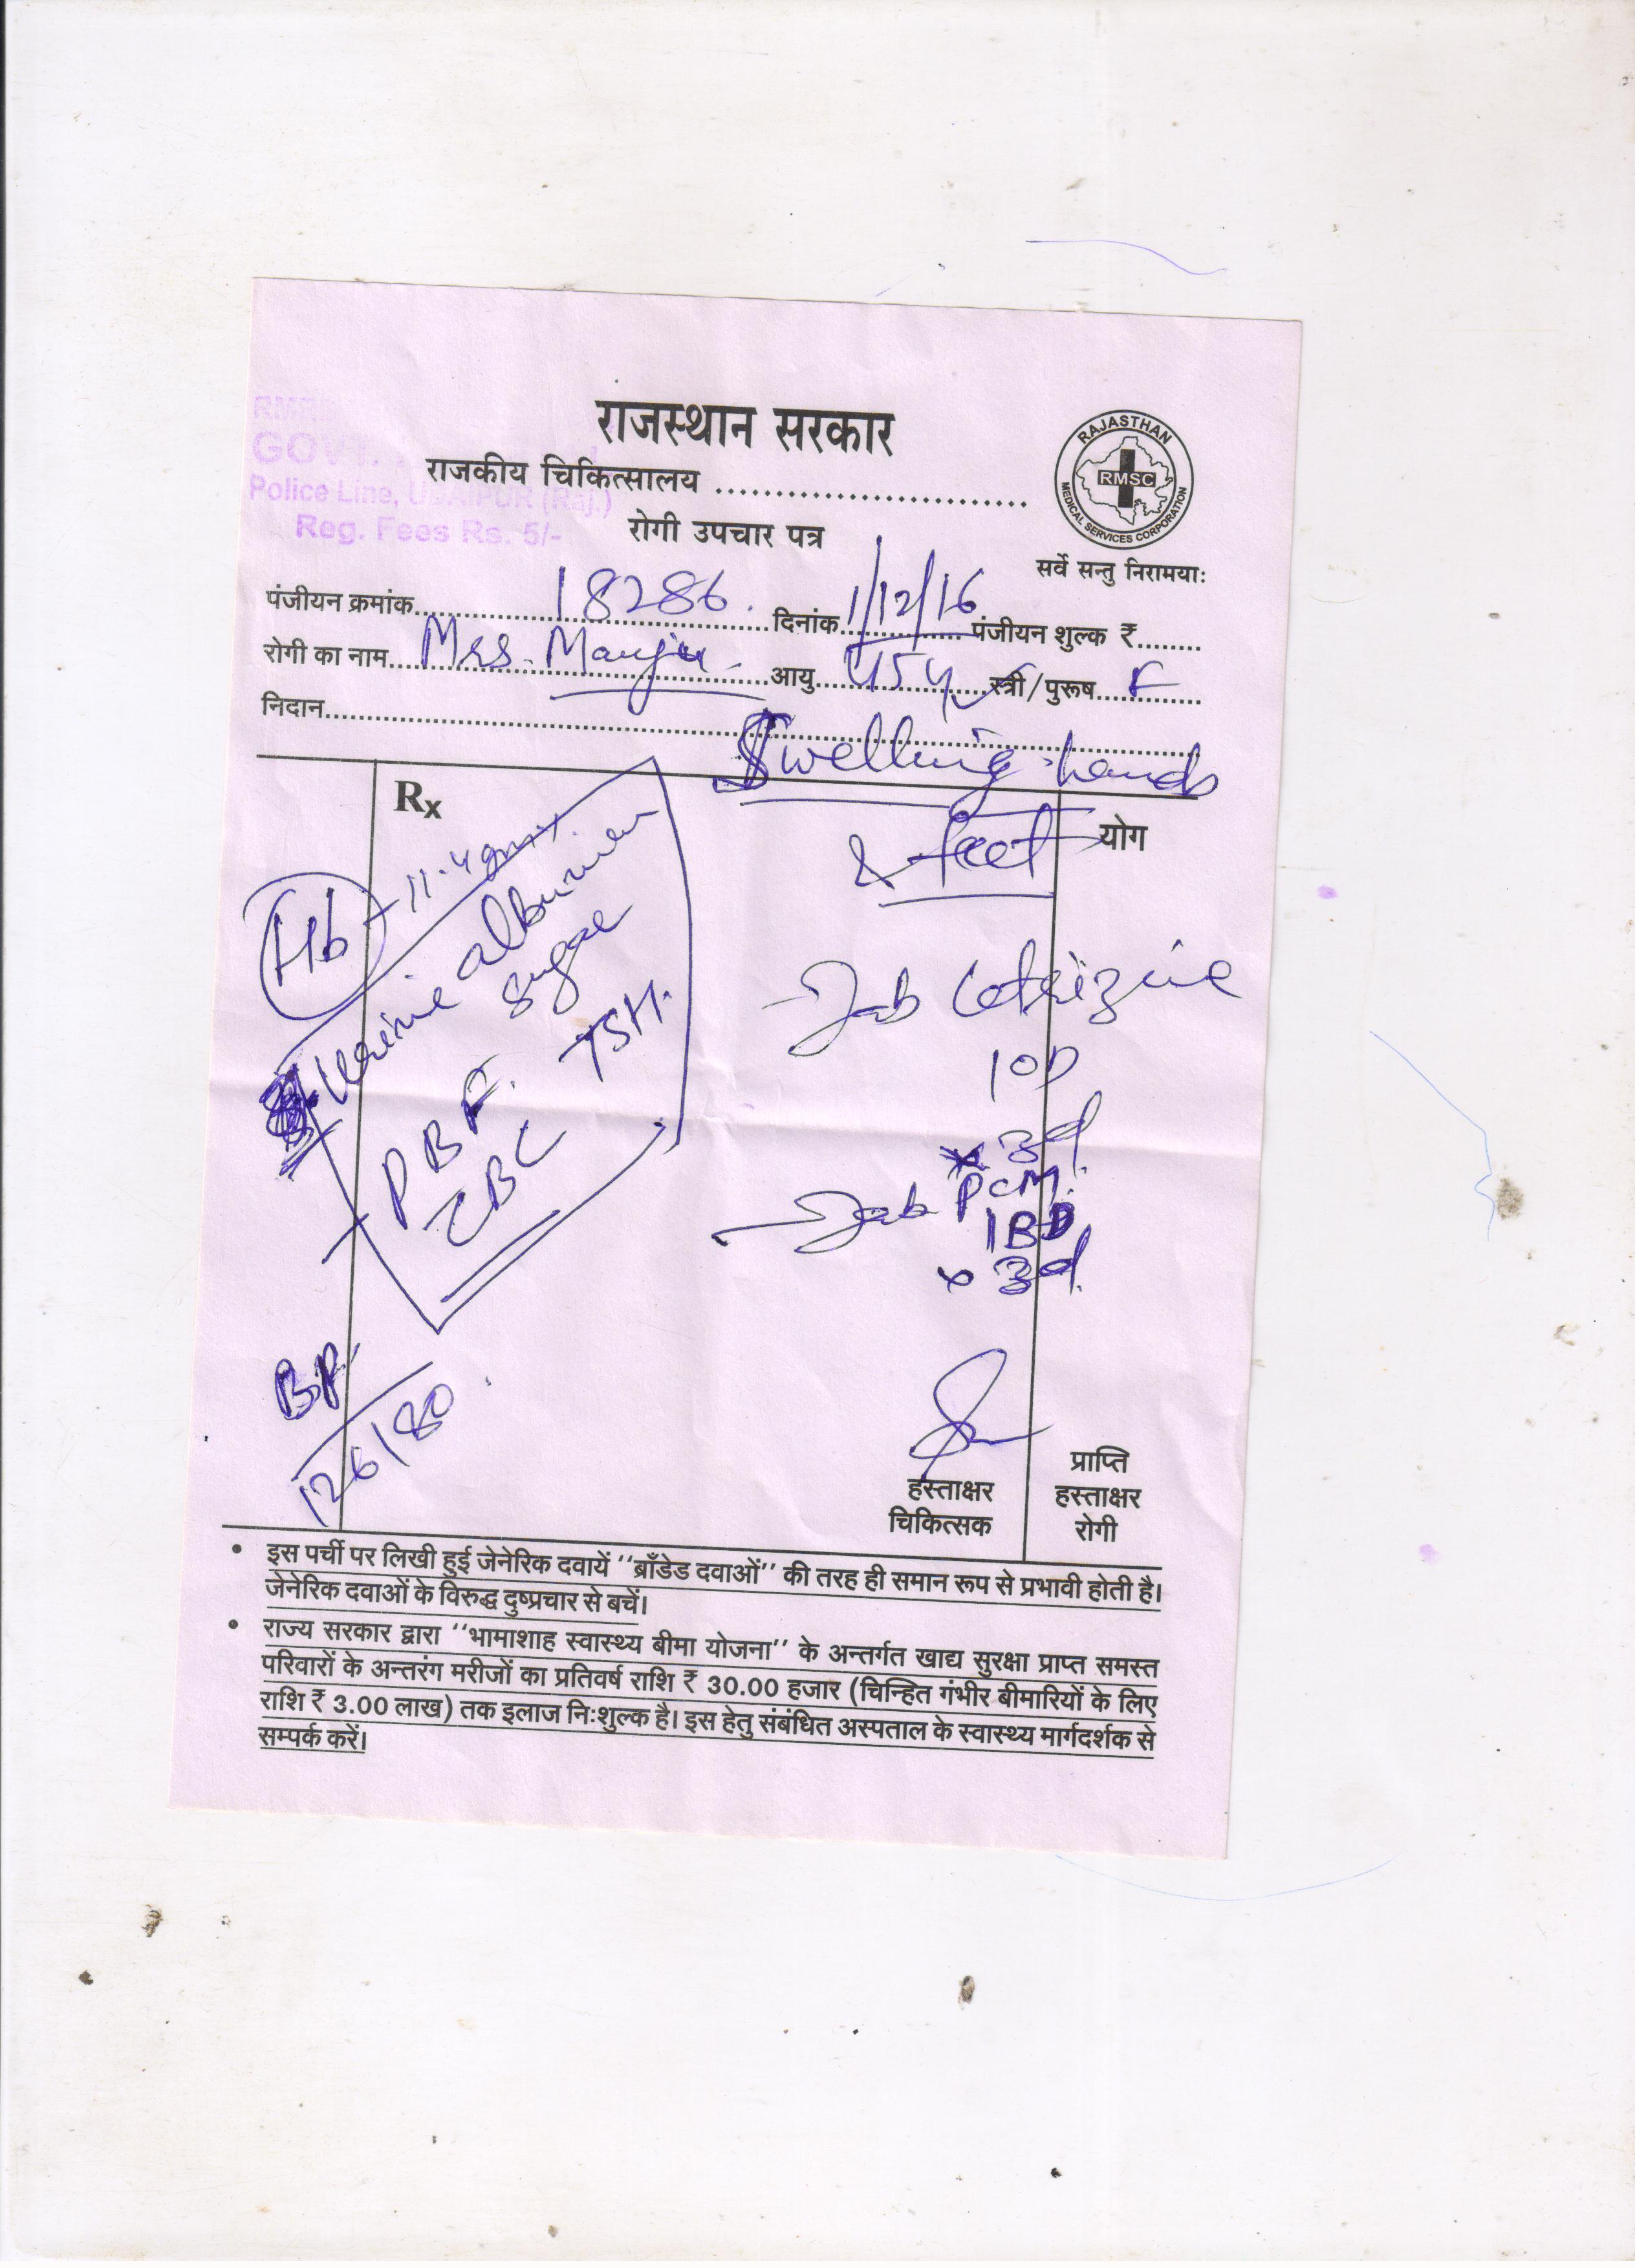 GOVT.
Police Line, UDAIPUR (Raj.)
Reg. Fees Rs. 5/-
राजस्थान सरकार
राजकीय चिकित्सालय ..........................
रोगी उपचार पत्र
RAJASTHAN
RMSC
MEDICAL SERVICES CORPORATION
सर्वे सन्तु निरामयाः
पंजीयन क्रमांक 18286. दिनांक 1/12/16 पंजीयन शुल्क ₹.........
रोगी का नाम Mrs. Manju आयु 45y स्त्री/पुरूष F
निदान
Swelling hands
& feet
Rx
योग
Hb - 11.4 gm%
Urine albumin
sugar
PBF. TSH.
CBC
BP
126/80
Tab Cetrizine
1OD
x 3d
Tab PCM.
1BD
x 3d
हस्ताक्षर
चिकित्सक
प्राप्ति
हस्ताक्षर
रोगी
• इस पर्ची पर लिखी हुई जेनेरिक दवायें ‘‘ब्राँडेड दवाओं’’ की तरह ही समान रूप से प्रभावी होती है।
जेनेरिक दवाओं के विरुद्ध दुष्प्रचार से बचें।
• राज्य सरकार द्वारा ‘‘भामाशाह स्वास्थ्य बीमा योजना’’ के अन्तर्गत खाद्य सुरक्षा प्राप्त समस्त
परिवारों के अन्तरंग मरीजों का प्रतिवर्ष राशि ₹ 30.00 हजार (चिन्हित गंभीर बीमारियों के लिए
राशि ₹ 3.00 लाख) तक इलाज निःशुल्क है। इस हेतु संबंधित अस्पताल के स्वास्थ्य मार्गदर्शक से
सम्पर्क करें।